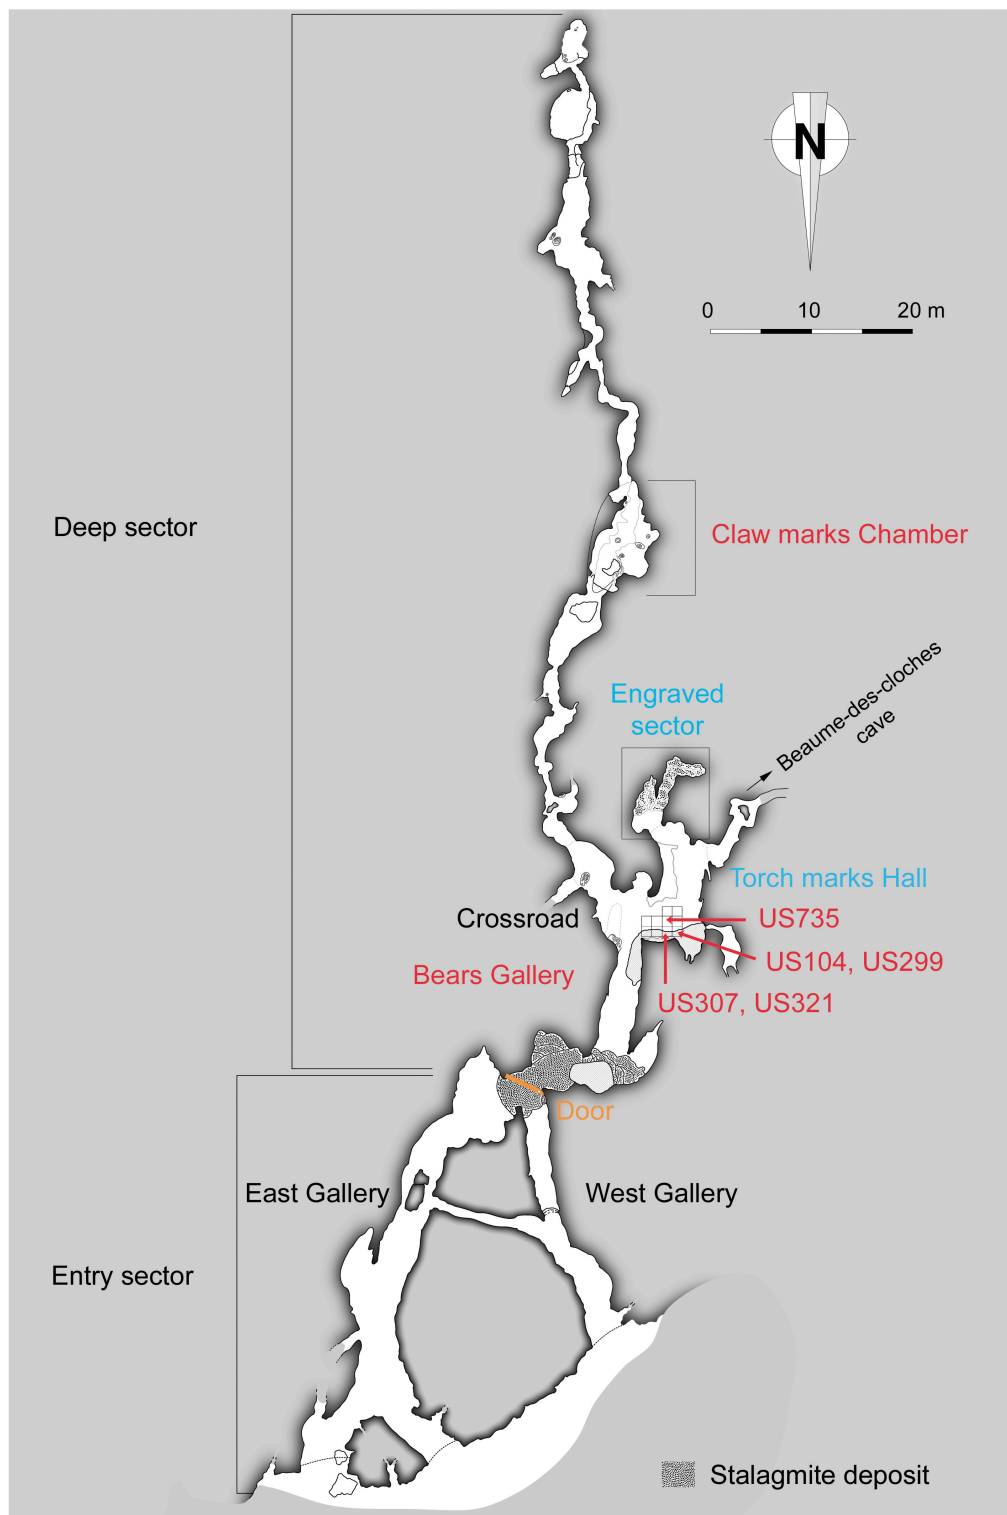 N
0 10 20 m
Deep sector
Claw marks Chamber
Beaume-des-cloches
cave
Engraved
sector
Torch marks Hall
Crossroad
US735
Bears Gallery
US104, US299
US307, US321
Door
East Gallery
West Gallery
Entry sector
Stalagmite deposit